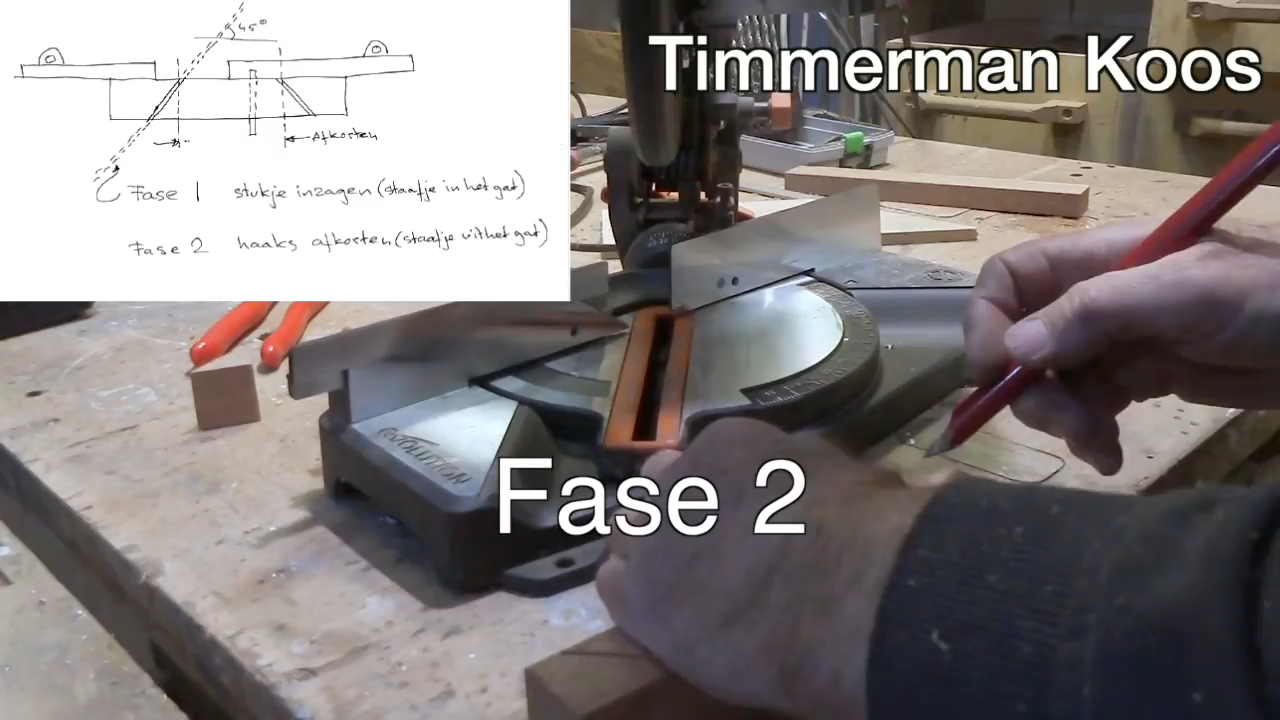 45°
Afkorten
Fase 1 stukje inzagen (staafje in het gat)
Fase 2 haaks afkorten (staafje uit het gat)
Timmerman Koos
EVOLUTION
Fase 2